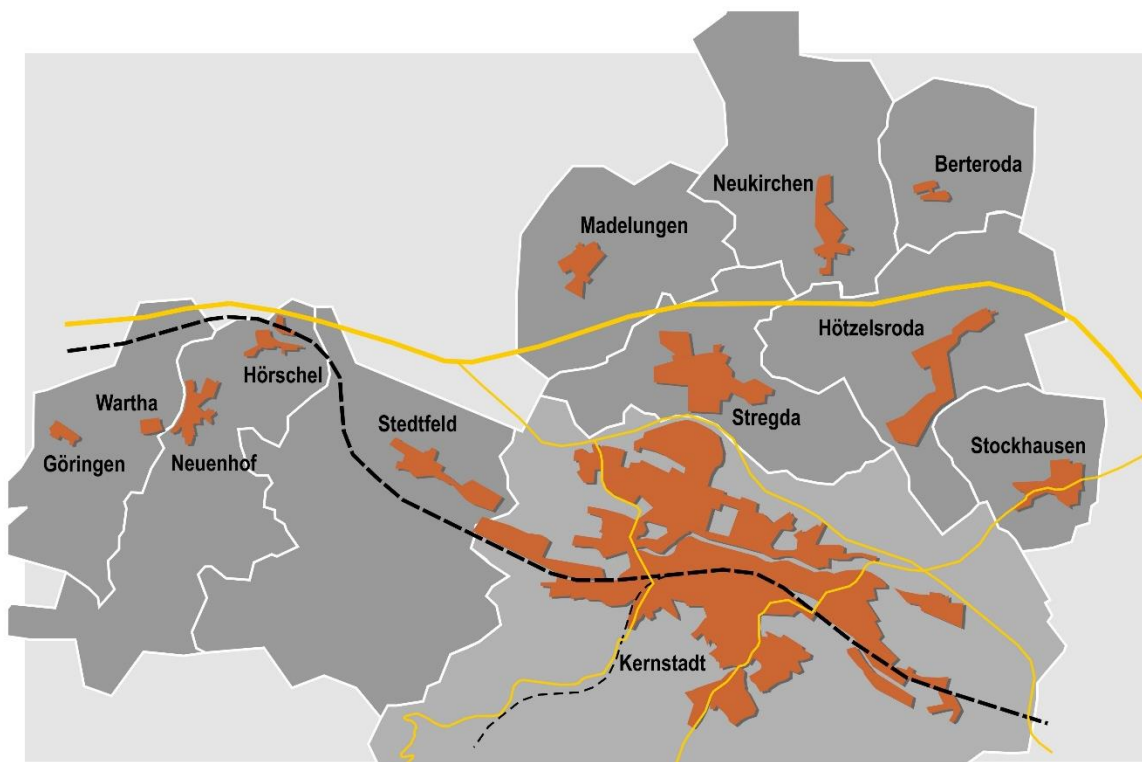 Berteroda
Neukirchen
Madelungen
Hötzelsroda
Hörschel
Wartha
Stregda
Stedtfeld
Göringen
Neuenhof
Stockhausen
Kernstadt